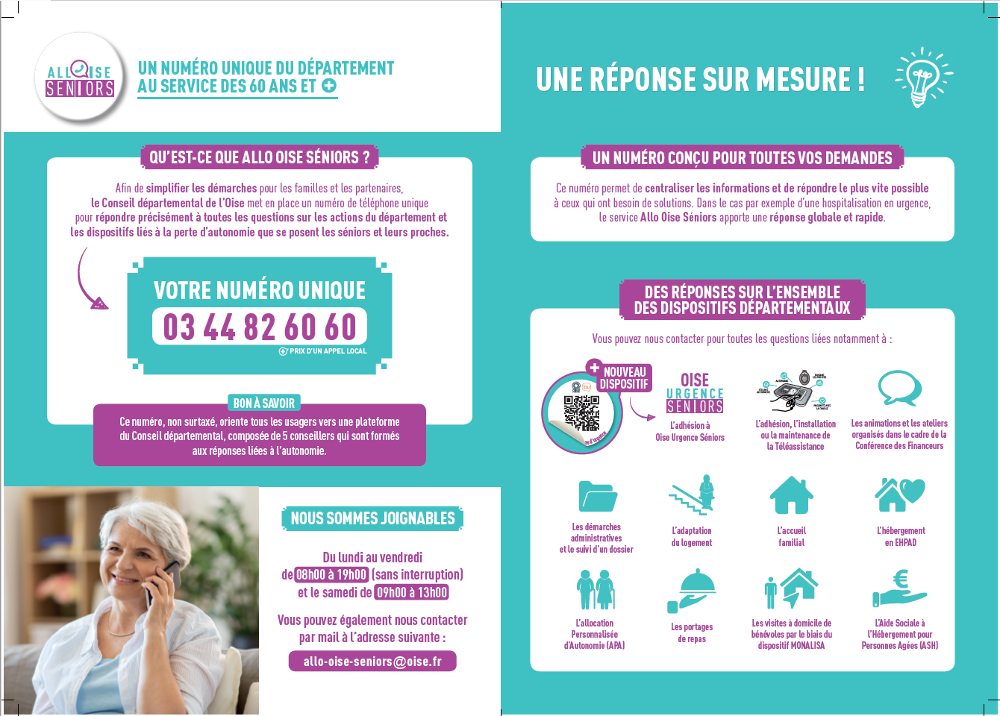 ALLOISE
SENIORS
UN NUMÉRO UNIQUE DU DÉPARTEMENT
AU SERVICE DES 60 ANS ET +
QU'EST-CE QUE ALLO OISE SÉNIORS ?
Afin de simplifier les démarches pour les familles et les partenaires,
le Conseil départemental de l'Oise met en place un numéro de téléphone unique
pour répondre précisément à toutes les questions sur les actions du département et
les dispositifs liés à la perte d'autonomie que se posent les séniors et leurs proches.
VOTRE NUMÉRO UNIQUE
03 44 82 60 60
PRIX D'UN APPEL LOCAL
BON À SAVOIR
Ce numéro, non surtaxé, oriente tous les usagers vers une plateforme
du Conseil départemental, composée de 5 conseillers qui sont formés
aux réponses liées à l'autonomie.
NOUS SOMMES JOIGNABLES
Du lundi au vendredi
de 08h00 à 19h00 (sans interruption)
et le samedi de 09h00 à 13h00
Vous pouvez également nous contacter
par mail à l'adresse suivante :
allo-oise-seniors@oise.fr
UNE RÉPONSE SUR MESURE !
UN NUMÉRO CONÇU POUR TOUTES VOS DEMANDES
Ce numéro permet de centraliser les informations et de répondre le plus vite possible
à ceux qui ont besoin de solutions. Dans le cas par exemple d'une hospitalisation en urgence,
le service Allo Oise Séniors apporte une réponse globale et rapide.
DES RÉPONSES SUR L'ENSEMBLE
DES DISPOSITIFS DÉPARTEMENTAUX
Vous pouvez nous contacter pour toutes les questions liées notamment à :
+ NOUVEAU
DISPOSITIF
d'urgence
OISE
URGENCE
SENIORS
L'adhésion à
Oise Urgence Séniors
AUTONOMIE
L'adhésion, l'installation
ou la maintenance de
la Téléassistance
Les animations et les ateliers
organisés dans le cadre de la
Conférence des Financeurs
Les démarches
administratives
et le suivi d'un dossier
L'adaptation
du logement
L'accueil
familial
L'hébergement
en EHPAD
L'allocation
Personnalisée
d'Autonomie (APA)
Les portages
de repas
Les visites à domicile de
bénévoles par le biais du
dispositif MONALISA
€
L'Aide Sociale à
l'Hébergement pour
Personnes Agées (ASH)